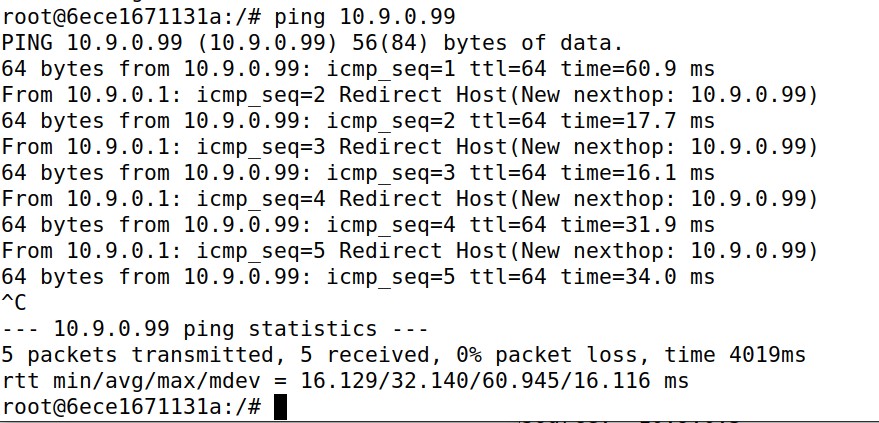 root@6ece1671131a:/# ping 10.9.0.99
PING 10.9.0.99 (10.9.0.99) 56(84) bytes of data.
64 bytes from 10.9.0.99: icmp_seq=1 ttl=64 time=60.9 ms
From 10.9.0.1: icmp_seq=2 Redirect Host(New nexthop: 10.9.0.99)
64 bytes from 10.9.0.99: icmp_seq=2 ttl=64 time=17.7 ms
From 10.9.0.1: icmp_seq=3 Redirect Host(New nexthop: 10.9.0.99)
64 bytes from 10.9.0.99: icmp_seq=3 ttl=64 time=16.1 ms
From 10.9.0.1: icmp_seq=4 Redirect Host(New nexthop: 10.9.0.99)
64 bytes from 10.9.0.99: icmp_seq=4 ttl=64 time=31.9 ms
From 10.9.0.1: icmp_seq=5 Redirect Host(New nexthop: 10.9.0.99)
64 bytes from 10.9.0.99: icmp_seq=5 ttl=64 time=34.0 ms
^C
--- 10.9.0.99 ping statistics ---
5 packets transmitted, 5 received, 0% packet loss, time 4019ms
rtt min/avg/max/mdev = 16.129/32.140/60.945/16.116 ms
root@6ece1671131a:/#